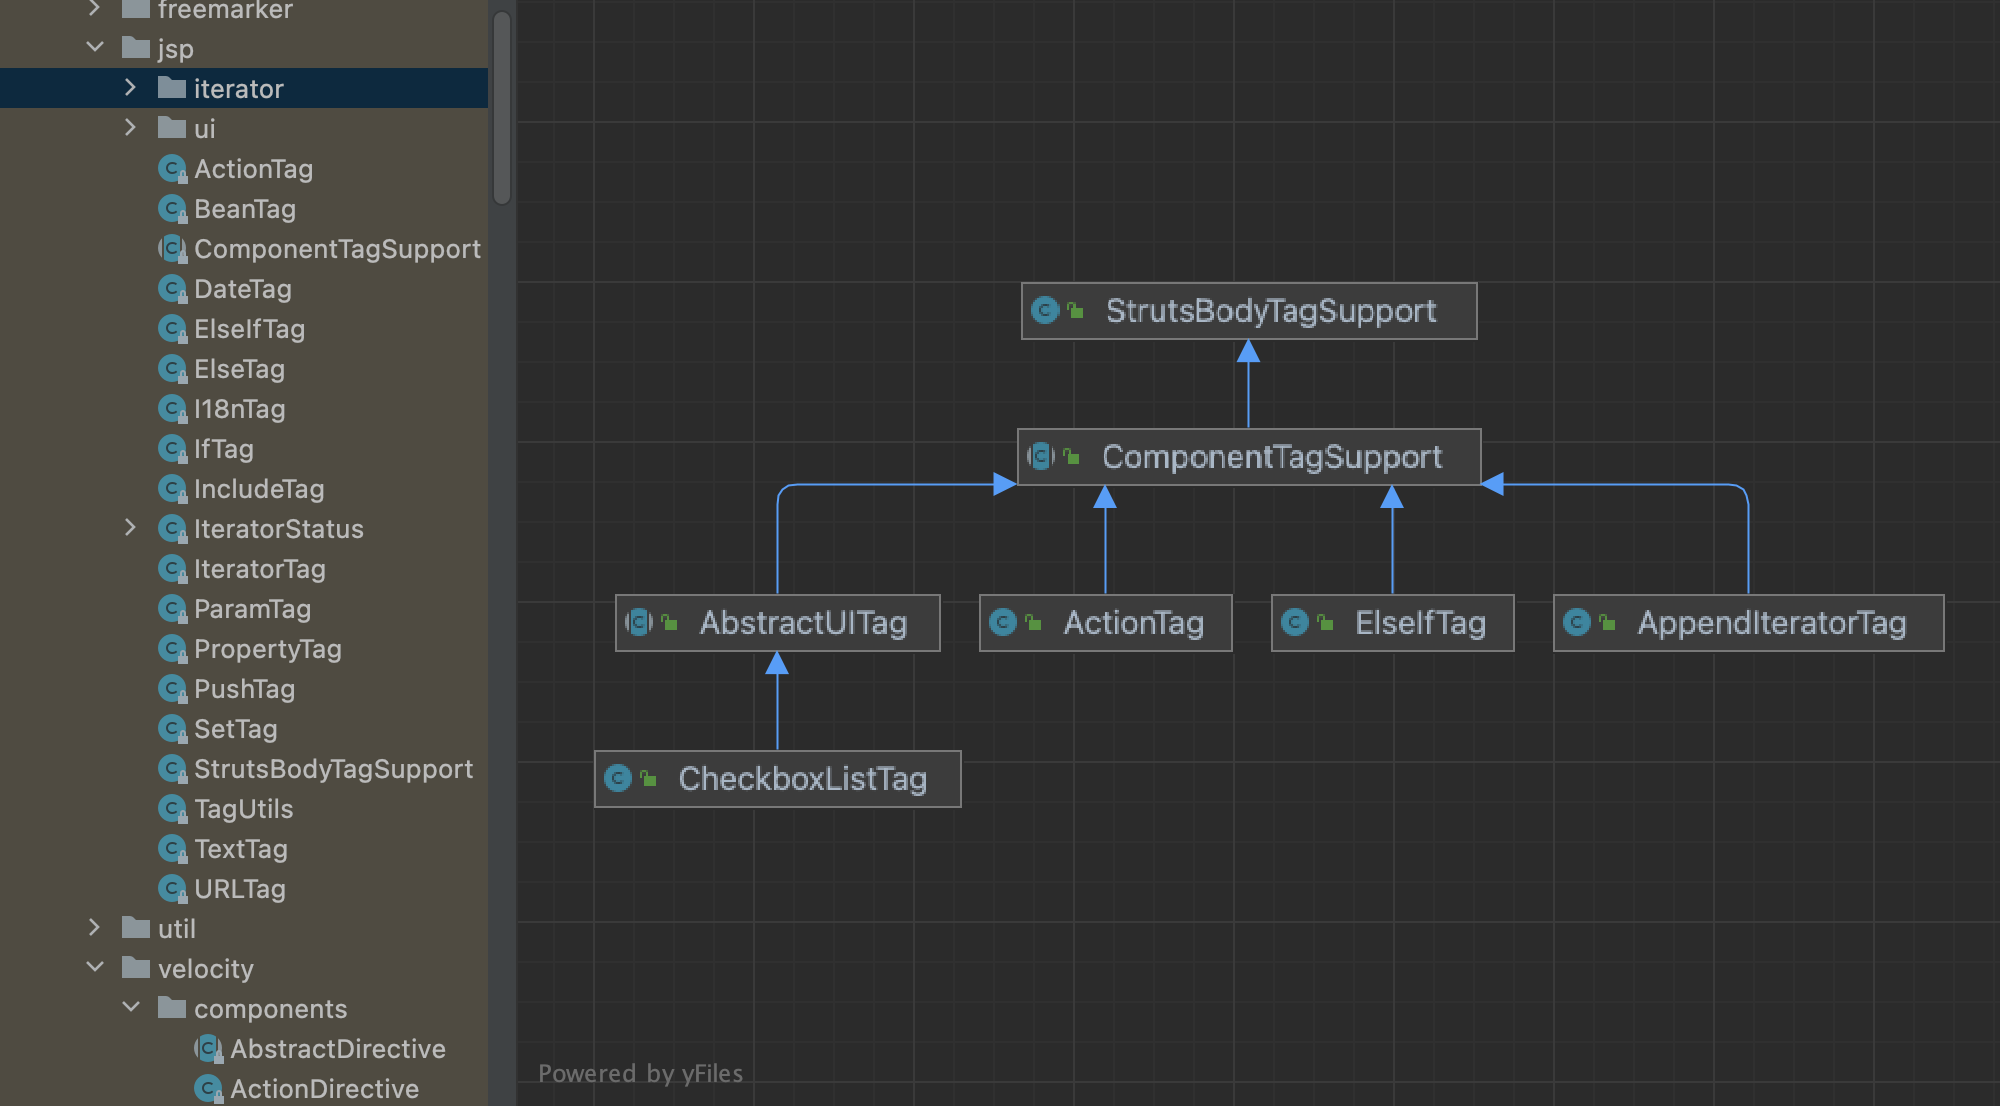 freemarker
jsp
iterator
ui
ActionTag
BeanTag
ComponentTagSupport
DateTag
ElseIfTag
ElseTag
I18nTag
IfTag
IncludeTag
IteratorStatus
IteratorTag
ParamTag
PropertyTag
PushTag
SetTag
StrutsBodyTagSupport
TagUtils
TextTag
URLTag
util
velocity
components
AbstractDirective
ActionDirective
StrutsBodyTagSupport
ComponentTagSupport
AbstractUITag
ActionTag
ElseIfTag
AppendIteratorTag
CheckboxListTag
Powered by yFiles